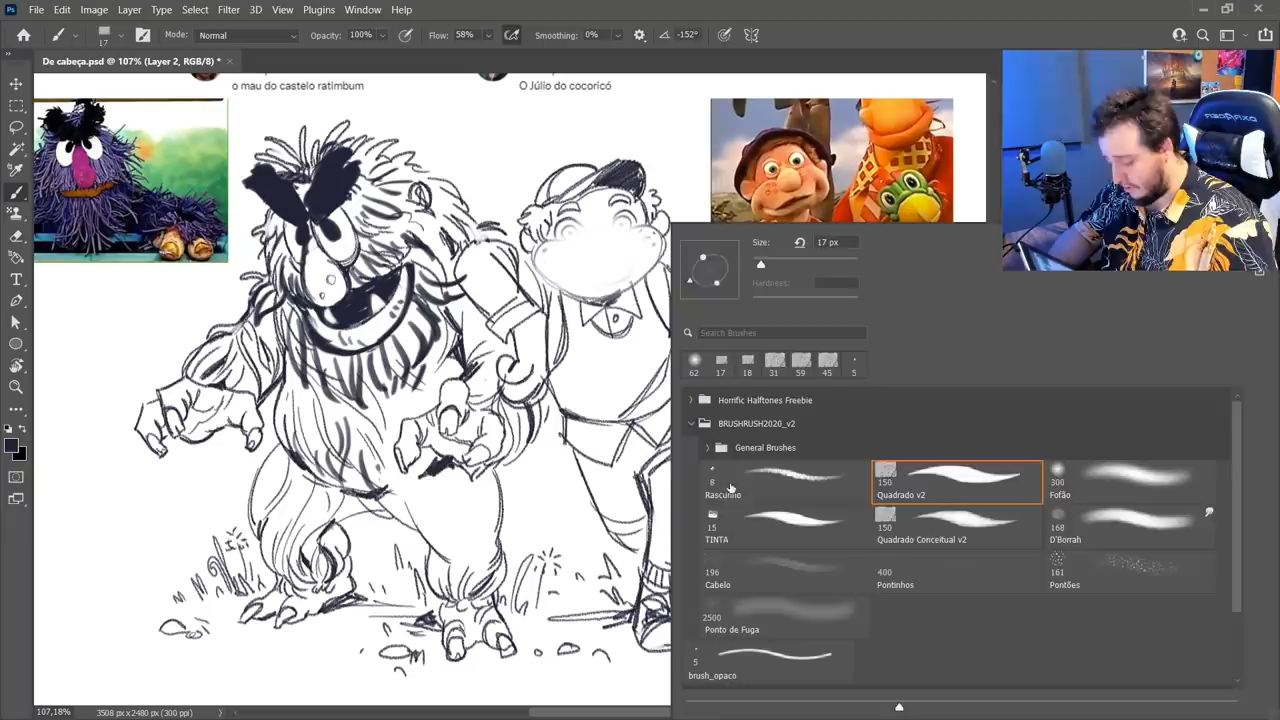 File Edit Image Layer Type Select Filter 3D View Plugins Window Help
17 Mode: Normal Opacity: 100% Flow: 58% Smoothing: 0% -152°
De cabeça.psd @ 107% (Layer 2, RGB/8) *
o mau do castelo ratimbum
O Júlio do cocoricó
Size: 17 px
Hardness:
Search Brushes
62 17 18 31 59 45 5
Horrific Halftones Freebie
BRUSHRUSH2020_v2
General Brushes
8 150 300
Rascunho Quadrado v2 Fofão
15 150 168
TINTA Quadrado Conceitual v2 D'Borrah
196 400 161
Cabelo Pontinhos Pontões
2500
Ponto de Fuga
5
brush_opaco
107,18% 3508 px x 2480 px (300 ppi)